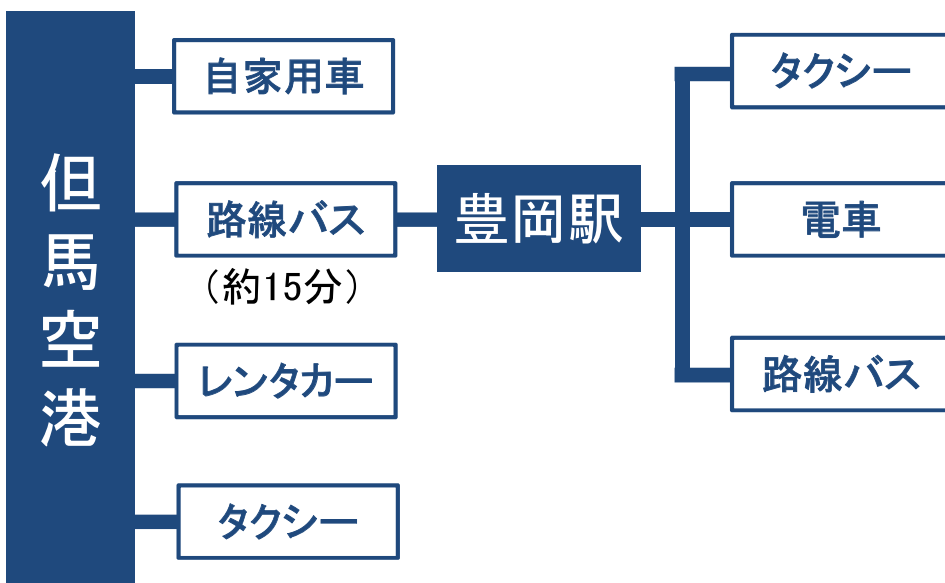 但馬空港
自家用車
路線バス
（約15分）
レンタカー
タクシー
豊岡駅
タクシー
電車
路線バス